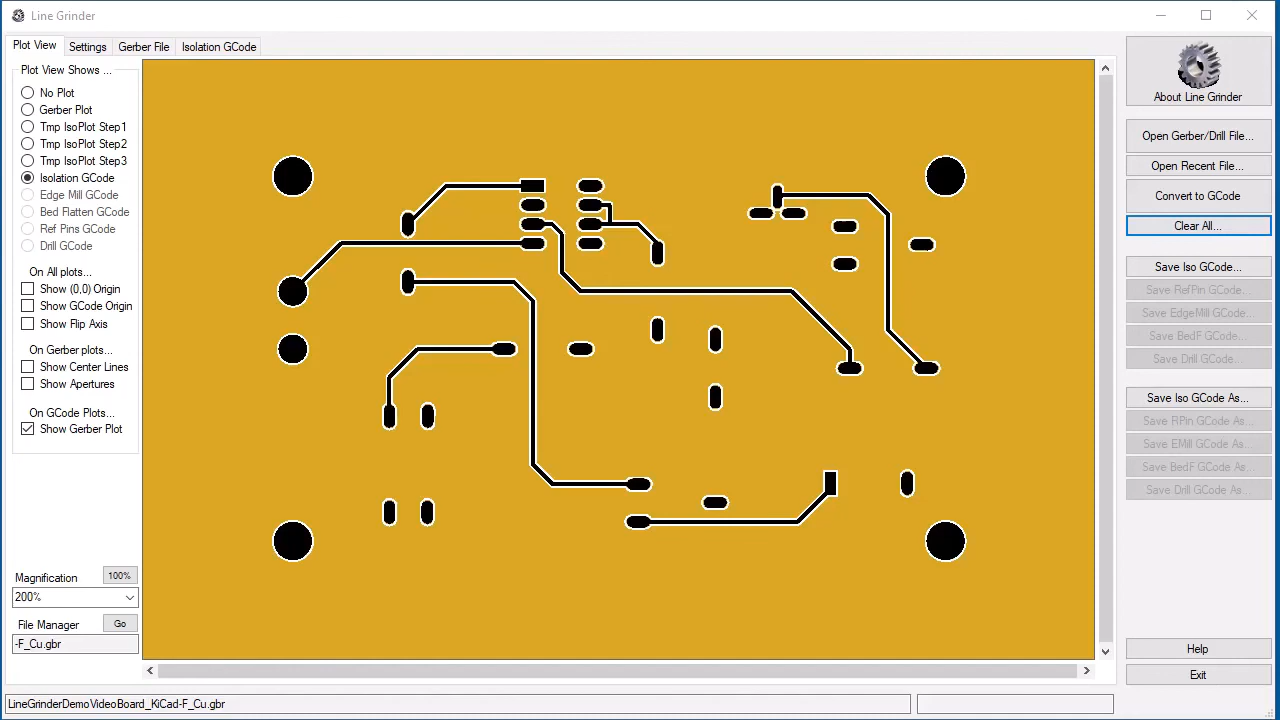 Line Grinder
Plot View
Settings
Gerber File
Isolation GCode
Plot View Shows ...
No Plot
Gerber Plot
Tmp IsoPlot Step1
Tmp IsoPlot Step2
Tmp IsoPlot Step3
Isolation GCode
Edge Mill GCode
Bed Flatten GCode
Ref Pins GCode
Drill GCode
On All plots...
Show (0,0) Origin
Show GCode Origin
Show Flip Axis
On Gerber plots...
Show Center Lines
Show Apertures
On GCode Plots...
Show Gerber Plot
Magnification
100%
200%
File Manager
Go
-F_Cu.gbr
About Line Grinder
Open Gerber/Drill File...
Open Recent File...
Convert to GCode
Clear All...
Save Iso GCode...
Save RefPin GCode...
Save EdgeMill GCode...
Save BedF GCode...
Save Drill GCode...
Save Iso GCode As...
Save RPin GCode As...
Save EMill GCode As...
Save BedF GCode As...
Save Drill GCode As...
Help
Exit
LineGrinderDemoVideoBoard_KiCad-F_Cu.gbr